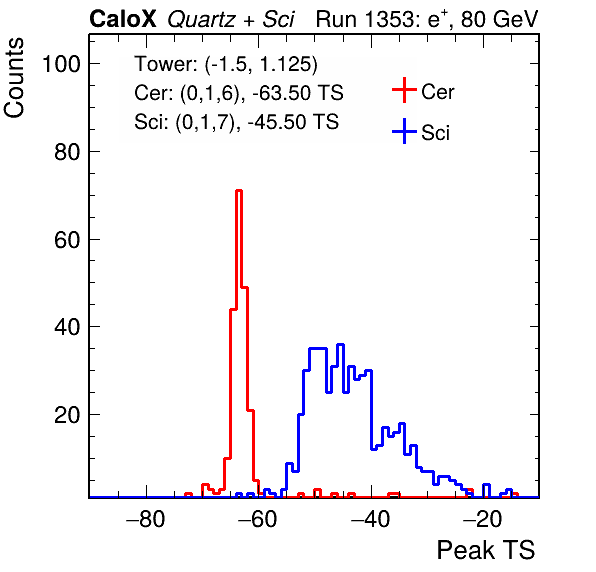 CaloX Quartz + Sci Run 1353: e⁺, 80 GeV
Counts
Tower: (-1.5, 1.125)
Cer: (0,1,6), -63.50 TS
Sci: (0,1,7), -45.50 TS
Cer
Sci
100
80
60
40
20
−80 −60 −40 −20
Peak TS